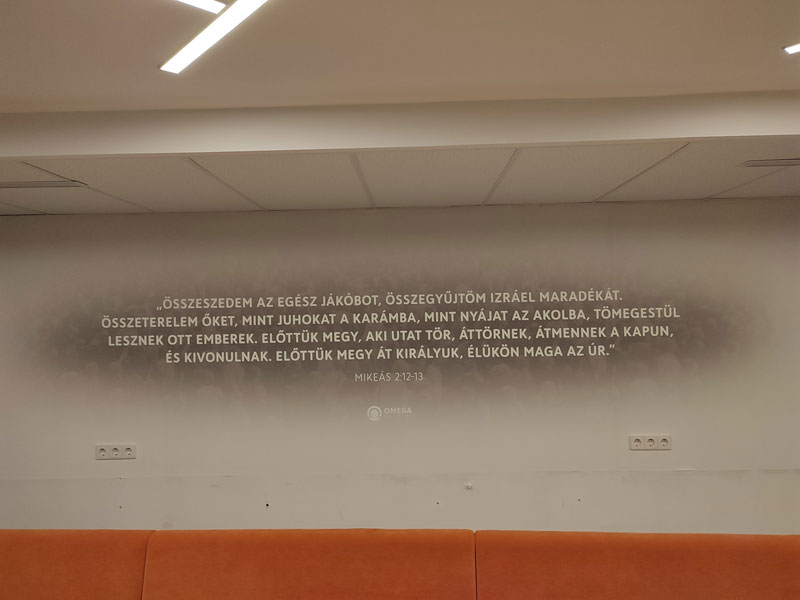 „ÖSSZESZEDEM AZ EGÉSZ JÁKÓBOT, ÖSSZEGYŰJTÖM IZRÁEL MARADÉKÁT.
ÖSSZETERELEM ŐKET, MINT JUHOKAT A KARÁMBA, MINT NYÁJAT AZ AKOLBA, TÖMEGESTÜL
LESZNEK OTT EMBEREK. ELŐTTÜK MEGY, AKI UTAT TÖR, ÁTTÖRNEK, ÁTMENNEK A KAPUN,
ÉS KIVONULNAK. ELŐTTÜK MEGY ÁT KIRÁLYUK, ÉLÜKÖN MAGA AZ ÚR.”
MIKEÁS 2:12-13
OMEGA